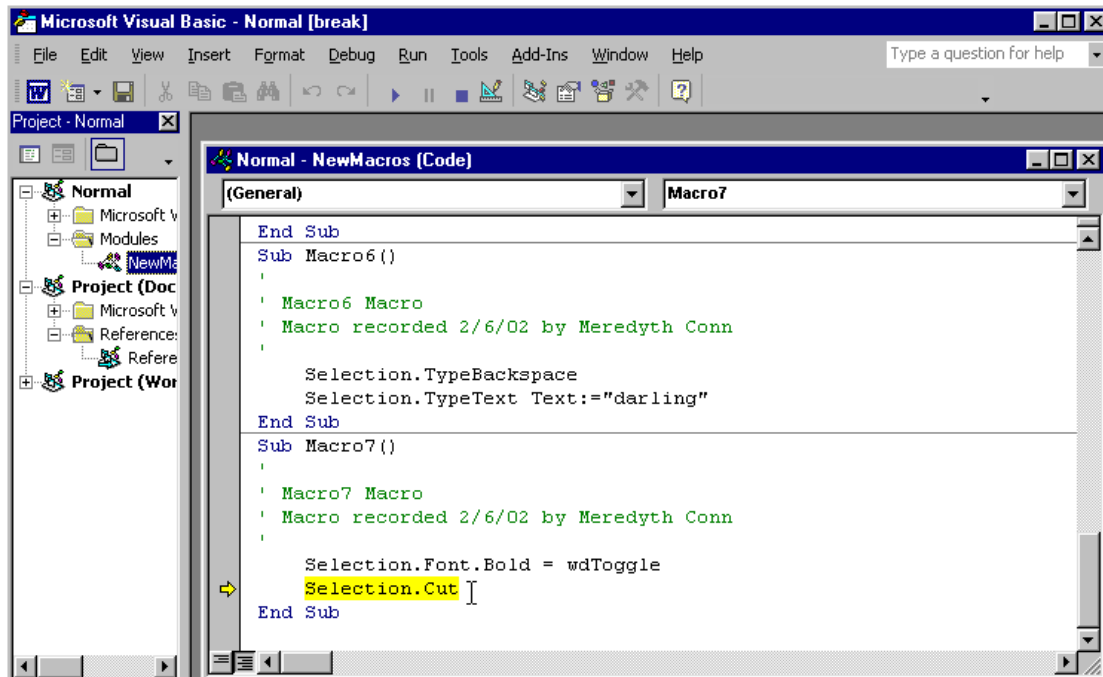 Microsoft Visual Basic - Normal [break]
File Edit View Insert Format Debug Run Tools Add-Ins Window Help Type a question for help
Project - Normal
Normal
Microsoft V
Modules
NewMa
Project (Doc
Microsoft V
References
Refere
Project (Wor
Normal - NewMacros (Code)
(General) Macro7
End Sub
Sub Macro6()
'
' Macro6 Macro
' Macro recorded 2/6/02 by Meredyth Conn
'
Selection.TypeBackspace
Selection.TypeText Text:="darling"
End Sub
Sub Macro7()
'
' Macro7 Macro
' Macro recorded 2/6/02 by Meredyth Conn
'
Selection.Font.Bold = wdToggle
Selection.Cut
End Sub